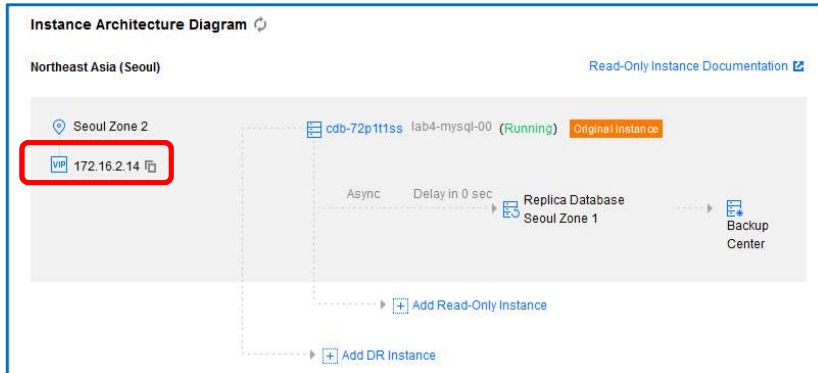 Instance Architecture Diagram
Northeast Asia (Seoul)
Read-Only Instance Documentation
Seoul Zone 2
cdb-72p1t1ss lab4-mysql-00 (Running) Original Instance
VIP 172.16.2.14
Async Delay in 0 sec
Replica Database
Seoul Zone 1
Backup
Center
+ Add Read-Only Instance
+ Add DR Instance